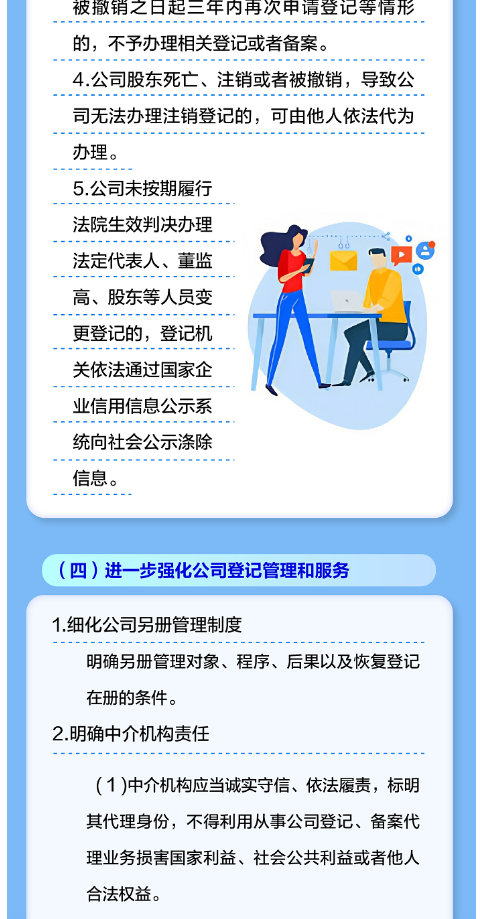 被撤销之日起三年内再次申请登记等情形
的，不予办理相关登记或者备案。
4.公司股东死亡、注销或者被撤销，导致公
司无法办理注销登记的，可由他人依法代为
办理。
5.公司未按期履行
法院生效判决办理
法定代表人、董监
高、股东等人员变
更登记的，登记机
关依法通过国家企
业信用信息公示系
统向社会公示涤除
信息。
（四）进一步强化公司登记管理和服务
1.细化公司另册管理制度
明确另册管理对象、程序、后果以及恢复登记
在册的条件。
2.明确中介机构责任
（1)中介机构应当诚实守信、依法履责，标明
其代理身份，不得利用从事公司登记、备案代
理业务损害国家利益、社会公共利益或者他人
合法权益。